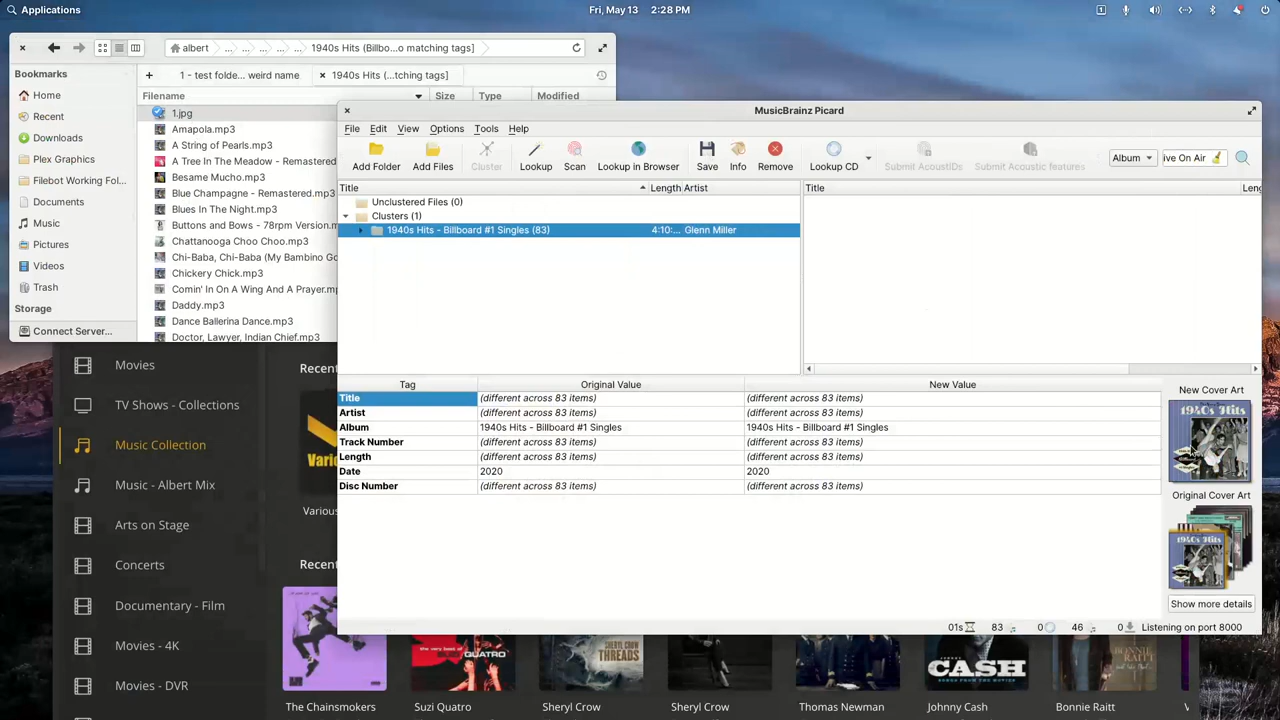 Applications
Fri, May 13 2:28 PM
albert ... ... ... ... 1940s Hits (Billbo...o matching tags]
Bookmarks
1 - test folde... weird name
1940s Hits (...tching tags]
Home
Recent
Downloads
Plex Graphics
Filebot Working Fol...
Documents
Music
Pictures
Videos
Trash
Storage
Connect Server...
Filename Size Type Modified
1.jpg
Amapola.mp3
A String of Pearls.mp3
A Tree In The Meadow - Remastered
Besame Mucho.mp3
Blue Champagne - Remastered.mp3
Blues In The Night.mp3
Buttons and Bows - 78rpm Version.m
Chattanooga Choo Choo.mp3
Chi-Baba, Chi-Baba (My Bambino Go
Chickery Chick.mp3
Comin' In On A Wing And A Prayer.mp
Daddy.mp3
Dance Ballerina Dance.mp3
Doctor, Lawyer, Indian Chief.mp3
MusicBrainz Picard
File Edit View Options Tools Help
Add Folder Add Files Cluster Lookup Scan Lookup in Browser Save Info Remove Lookup CD Submit AcoustIDs Submit Acoustic features
Album
ive On Air
Title Length Artist
Title Leng
Unclustered Files (0)
Clusters (1)
1940s Hits - Billboard #1 Singles (83) 4:10:... Glenn Miller
Tag Original Value New Value
Title (different across 83 items) (different across 83 items)
Artist (different across 83 items) (different across 83 items)
Album 1940s Hits - Billboard #1 Singles 1940s Hits - Billboard #1 Singles
Track Number (different across 83 items) (different across 83 items)
Length (different across 83 items) (different across 83 items)
Date 2020 2020
Disc Number (different across 83 items) (different across 83 items)
New Cover Art
1940s Hits
Original Cover Art
1940s Hits
Show more details
01s 83 0 46 0 Listening on port 8000
Movies
TV Shows - Collections
Music Collection
Music - Albert Mix
Arts on Stage
Concerts
Documentary - Film
Movies - 4K
Movies - DVR
Recen
Vario
Various
Recen
QUATRO
SHERYL CROW
THREADS
CASH
BONNIE RAITT
The Chainsmokers
Suzi Quatro
Sheryl Crow
Sheryl Crow
Thomas Newman
Johnny Cash
Bonnie Raitt